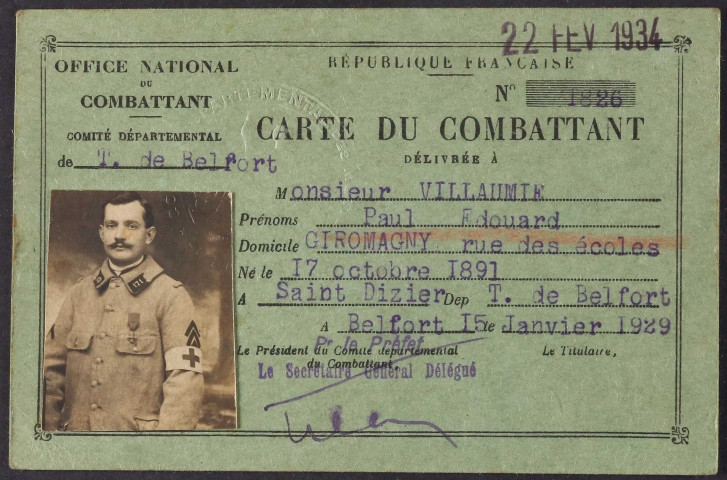 22 FEV 1934
OFFICE NATIONAL
DU
COMBATTANT
COMITÉ DÉPARTEMENTAL
de T. de Belfort
RÉPUBLIQUE FRANÇAISE
N° 1826
CARTE DU COMBATTANT
DÉLIVRÉE À
Monsieur VILLAUMIE
Prénoms Paul Edouard
Domicile GIROMAGNY rue des écoles
Né le 17 octobre 1891
A Saint Dizier Dep T. de Belfort
A Belfort 15 le Janvier 1929
Pr le Préfet
Le Président du Comité départemental
du Combattant,
Le Titulaire,
Le Secrétaire Général Délégué
171